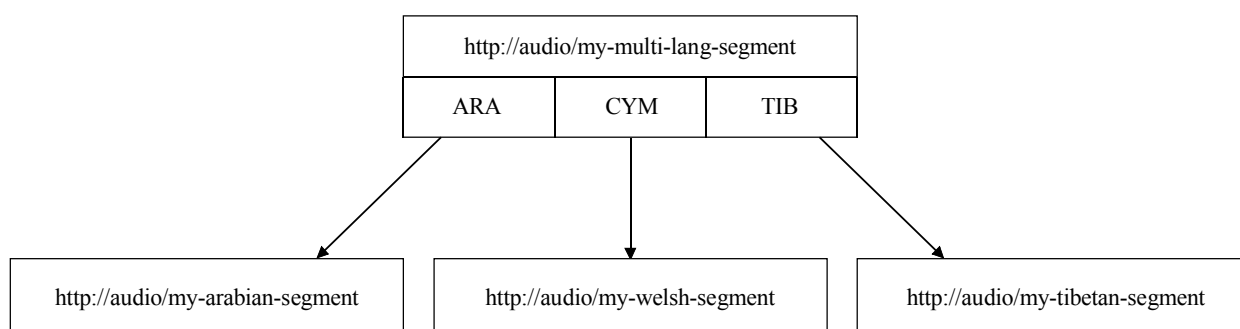 http://audio/my-multi-lang-segment
ARA CYM TIB
http://audio/my-arabian-segment http://audio/my-welsh-segment http://audio/my-tibetan-segment